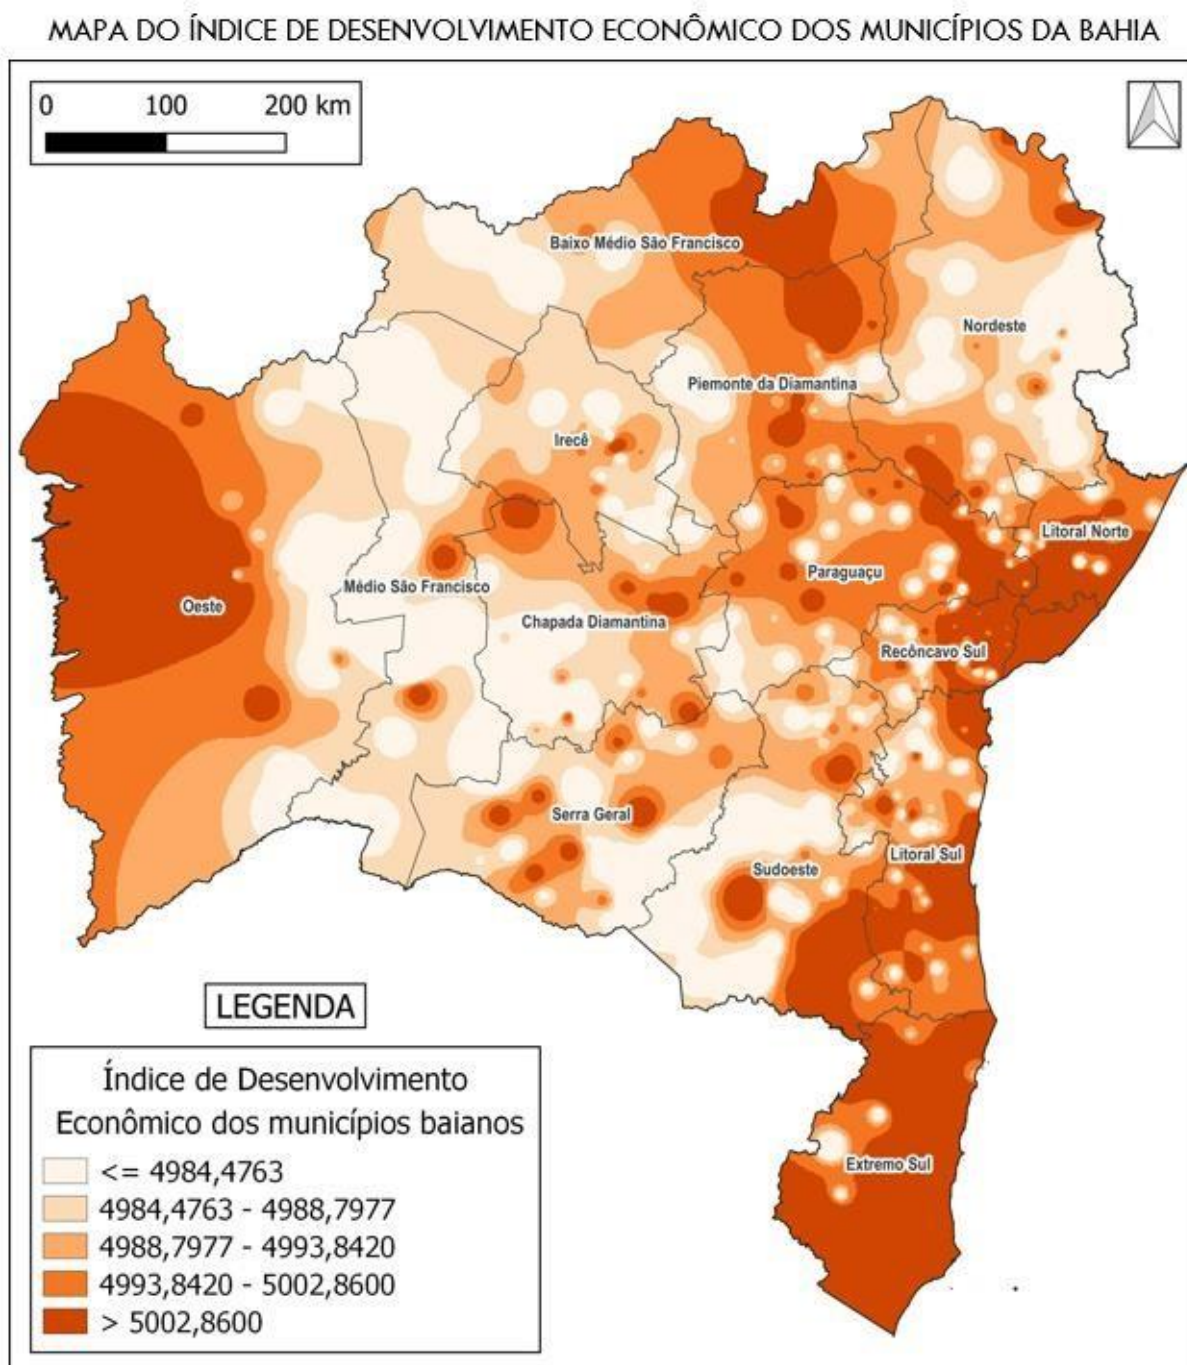 MAPA DO ÍNDICE DE DESENVOLVIMENTO ECONÔMICO DOS MUNICÍPIOS DA BAHIA
0 100 200 km
Baixo Médio São Francisco
Nordeste
Piemonte da Diamantina
Irecê
Litoral Norte
Paraguaçu
Médio São Francisco
Oeste
Chapada Diamantina
Recôncavo Sul
Serra Geral
Litoral Sul
Sudoeste
Extremo Sul
LEGENDA
Índice de Desenvolvimento
Econômico dos municípios baianos
<= 4984,4763
4984,4763 - 4988,7977
4988,7977 - 4993,8420
4993,8420 - 5002,8600
> 5002,8600